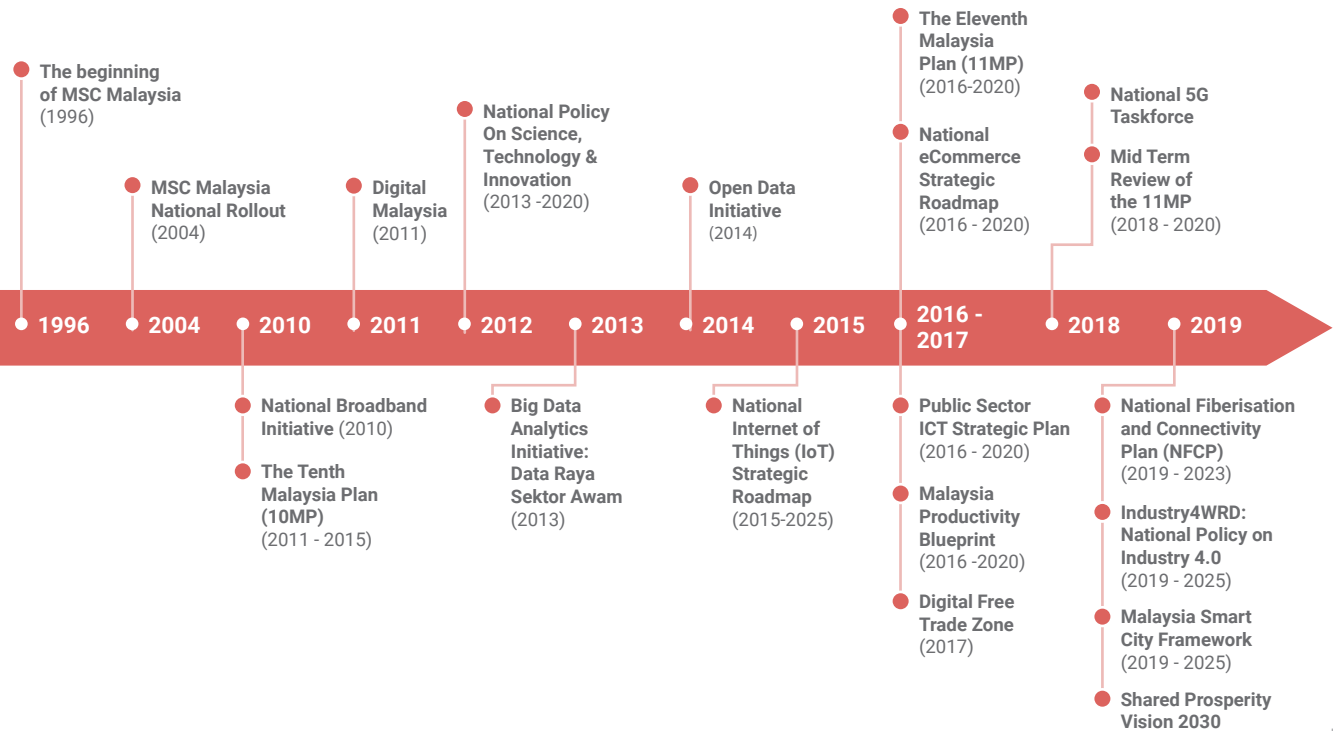 The beginning
of MSC Malaysia
(1996)
MSC Malaysia
National Rollout
(2004)
Digital
Malaysia
(2011)
National Policy
On Science,
Technology &
Innovation
(2013 -2020)
Open Data
Initiative
(2014)
The Eleventh
Malaysia
Plan (11MP)
(2016-2020)
National
eCommerce
Strategic
Roadmap
(2016 - 2020)
National 5G
Taskforce
Mid Term
Review of
the 11MP
(2018 - 2020)
1996
2004
2010
2011
2012
2013
2014
2015
2016 -
2017
2018
2019
National Broadband
Initiative (2010)
The Tenth
Malaysia Plan
(10MP)
(2011 - 2015)
Big Data
Analytics
Initiative:
Data Raya
Sektor Awam
(2013)
National
Internet of
Things (IoT)
Strategic
Roadmap
(2015-2025)
Public Sector
ICT Strategic Plan
(2016 - 2020)
Malaysia
Productivity
Blueprint
(2016 -2020)
Digital Free
Trade Zone
(2017)
National Fiberisation
and Connectivity
Plan (NFCP)
(2019 - 2023)
Industry4WRD:
National Policy on
Industry 4.0
(2019 - 2025)
Malaysia Smart
City Framework
(2019 - 2025)
Shared Prosperity
Vision 2030